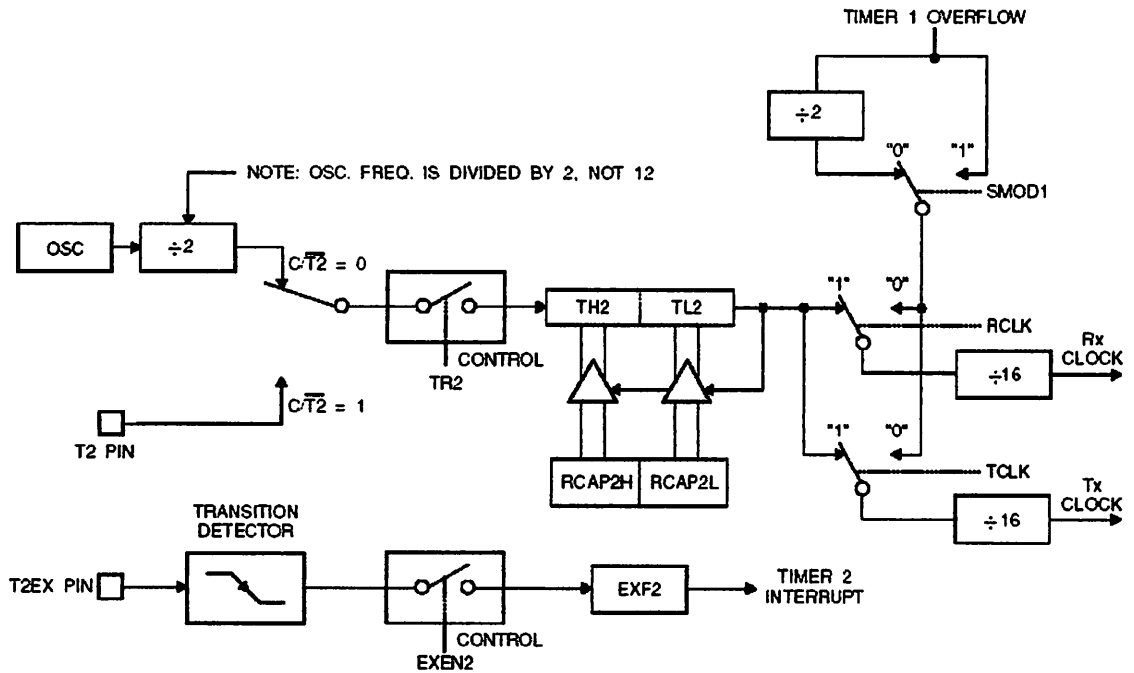 TIMER 1 OVERFLOW
÷2
"0"
"1"
NOTE: OSC. FREQ. IS DIVIDED BY 2, NOT 12
SMOD1
OSC
÷2
C/T2̅ = 0
TH2
TL2
"1"
"0"
RCLK
Rx
CLOCK
÷16
CONTROL
TR2
C/T2̅ = 1
T2 PIN
"1"
"0"
RCAP2H
RCAP2L
TCLK
Tx
CLOCK
÷16
TRANSITION
DETECTOR
T2EX PIN
EXF2
TIMER 2
INTERRUPT
CONTROL
EXEN2